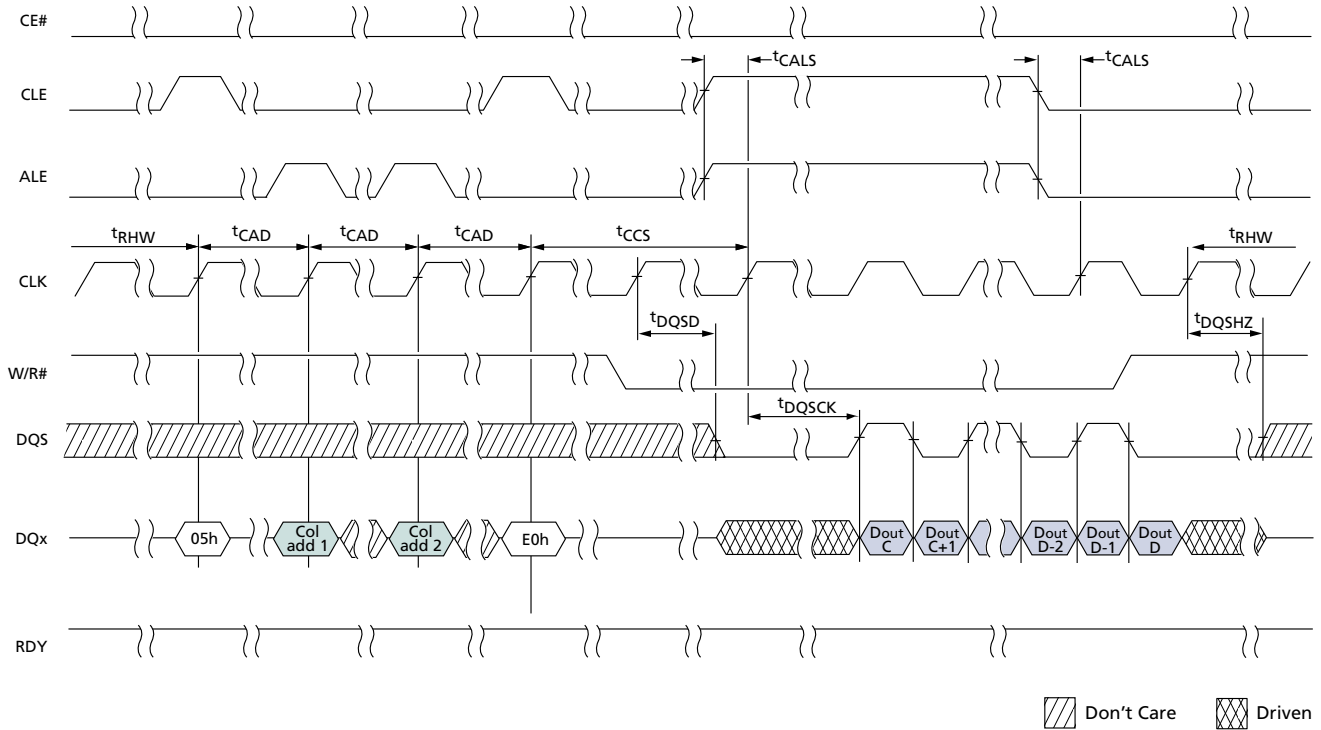 CE#
tCALS
tCALS
CLE
ALE
tRHW
tCAD
tCAD
tCAD
tCCS
tRHW
CLK
tDQSD
tDQSHZ
W/R#
tDQSCK
DQS
DQx
05h
Col
add 1
Col
add 2
E0h
Dout
C
Dout
C+1
Dout
D-2
Dout
D-1
Dout
D
RDY
Don't Care
Driven